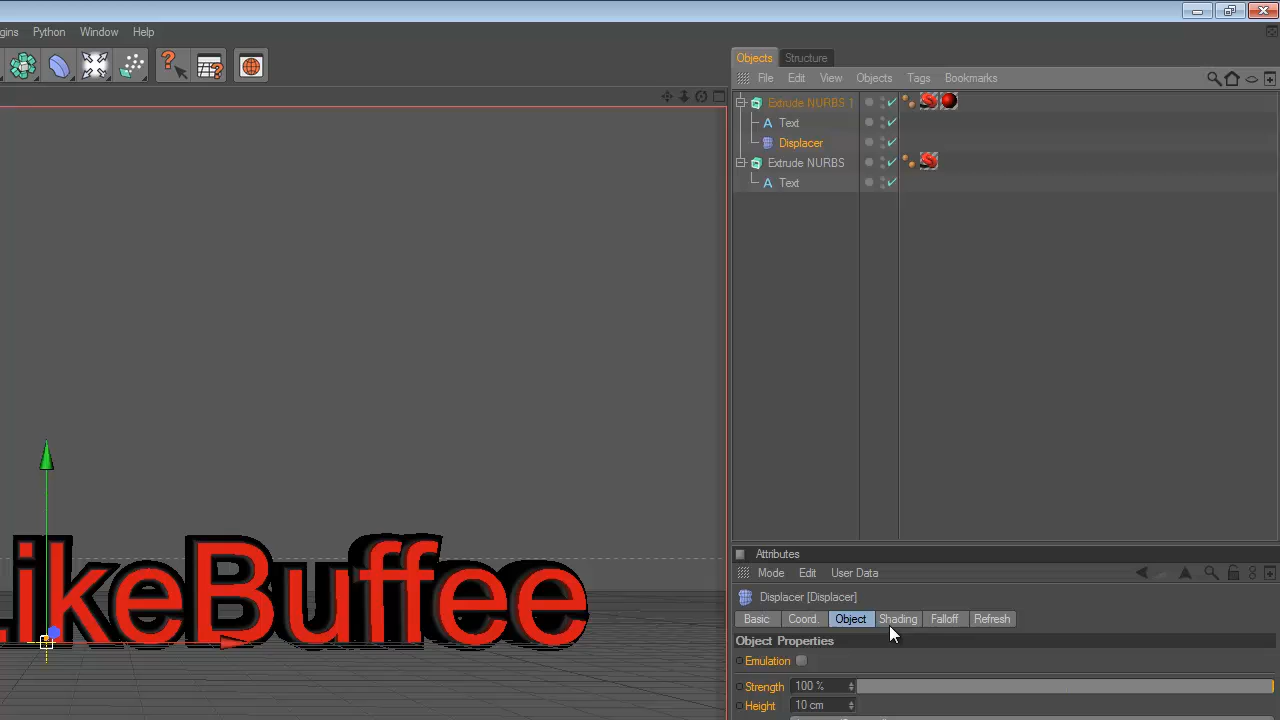 gins Python Window Help
Objects Structure
File Edit View Objects Tags Bookmarks
Extrude NURBS 1
Text
Displacer
Extrude NURBS
Text
LikeBuffee
Attributes
Mode Edit User Data
Displacer [Displacer]
Basic Coord. Object Shading Falloff Refresh
Object Properties
Emulation
Strength 100 %
Height 10 cm